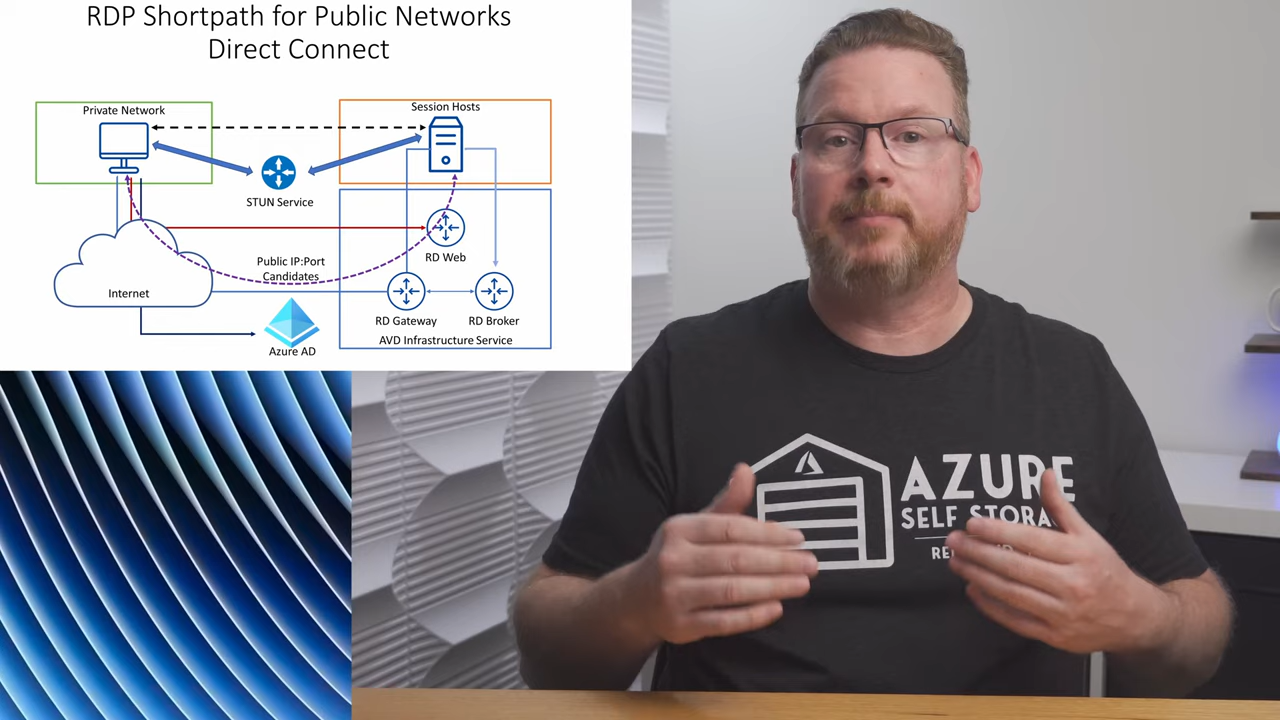 RDP Shortpath for Public Networks
Direct Connect
Private Network
Session Hosts
STUN Service
RD Web
Public IP:Port
Candidates
Internet
RD Gateway
RD Broker
Azure AD
AVD Infrastructure Service
AZURE
SELF STORAGE